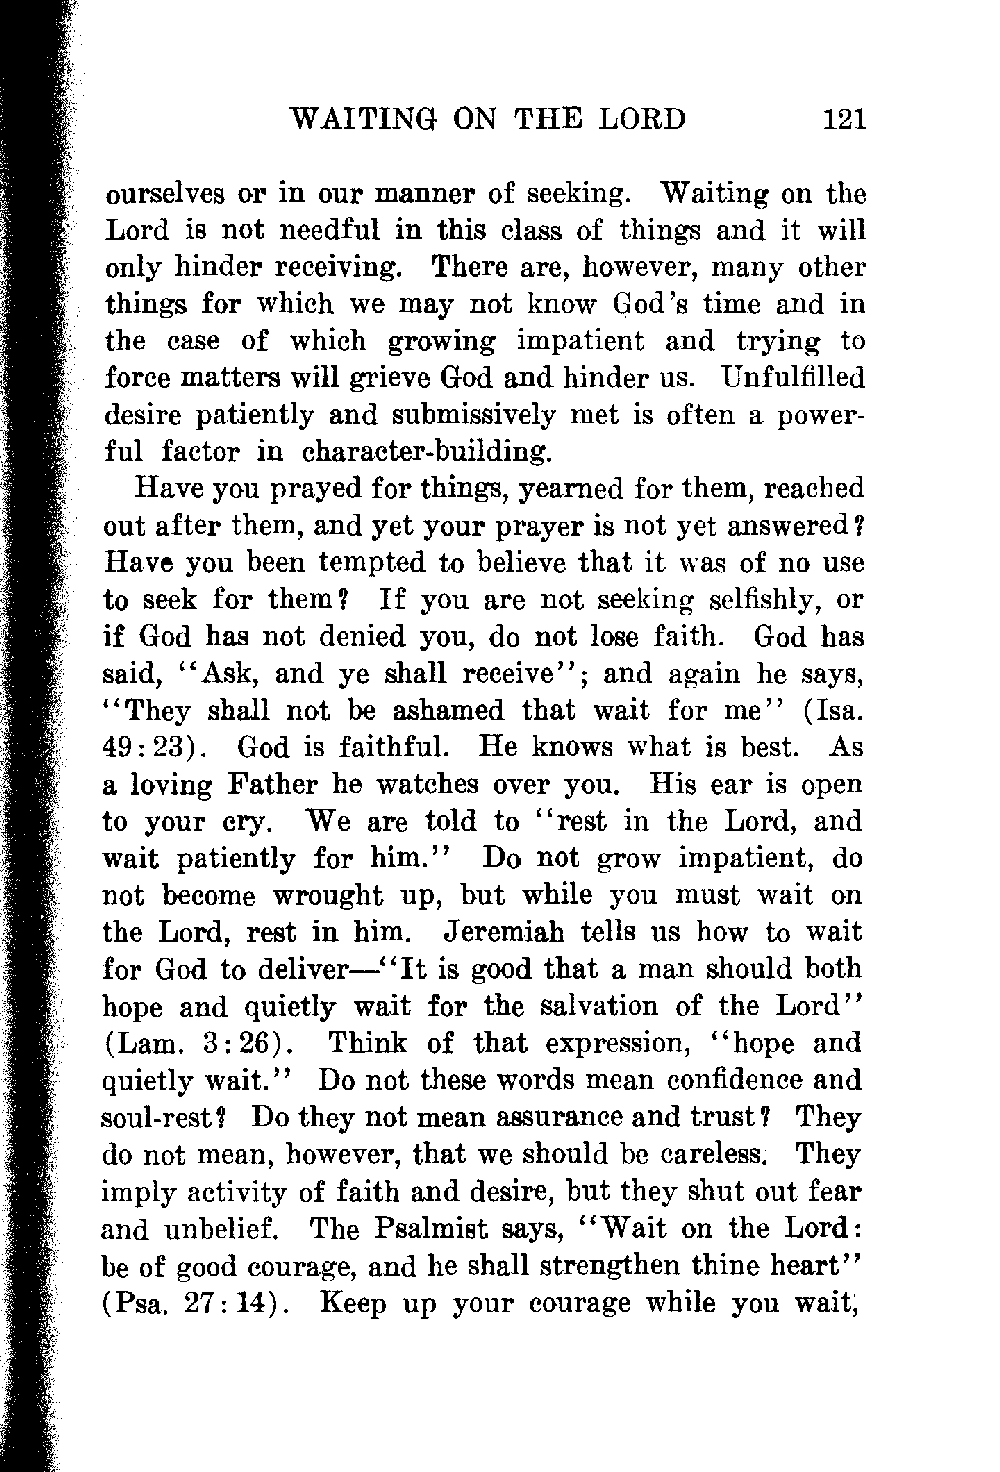 WAITING ON THE LORD 121
ourselves or in our manner of seeking. Waiting on the
Lord is not needful in this class of things and it will
only hinder receiving. There are, however, many other
things for which we may not know God's time and in
the case of which growing impatient and trying to
force matters will grieve God and hinder us. Unfulfilled
desire patiently and submissively met is often a power-
ful factor in character-building.
Have you prayed for things, yearned for them, reached
out after them, and yet your prayer is not yet answered?
Have you been tempted to believe that it was of no use
to seek for them? If you are not seeking selfishly, or
if God has not denied you, do not lose faith. God has
said, "Ask, and ye shall receive"; and again he says,
"They shall not be ashamed that wait for me" (Isa.
49:23). God is faithful. He knows what is best. As
a loving Father he watches over you. His ear is open
to your cry. We are told to "rest in the Lord, and
wait patiently for him." Do not grow impatient, do
not become wrought up, but while you must wait on
the Lord, rest in him. Jeremiah tells us how to wait
for God to deliver—"It is good that a man should both
hope and quietly wait for the salvation of the Lord"
(Lam. 3:26). Think of that expression, "hope and
quietly wait." Do not these words mean confidence and
soul-rest? Do they not mean assurance and trust? They
do not mean, however, that we should be careless. They
imply activity of faith and desire, but they shut out fear
and unbelief. The Psalmist says, "Wait on the Lord:
be of good courage, and he shall strengthen thine heart"
(Psa. 27:14). Keep up your courage while you wait;